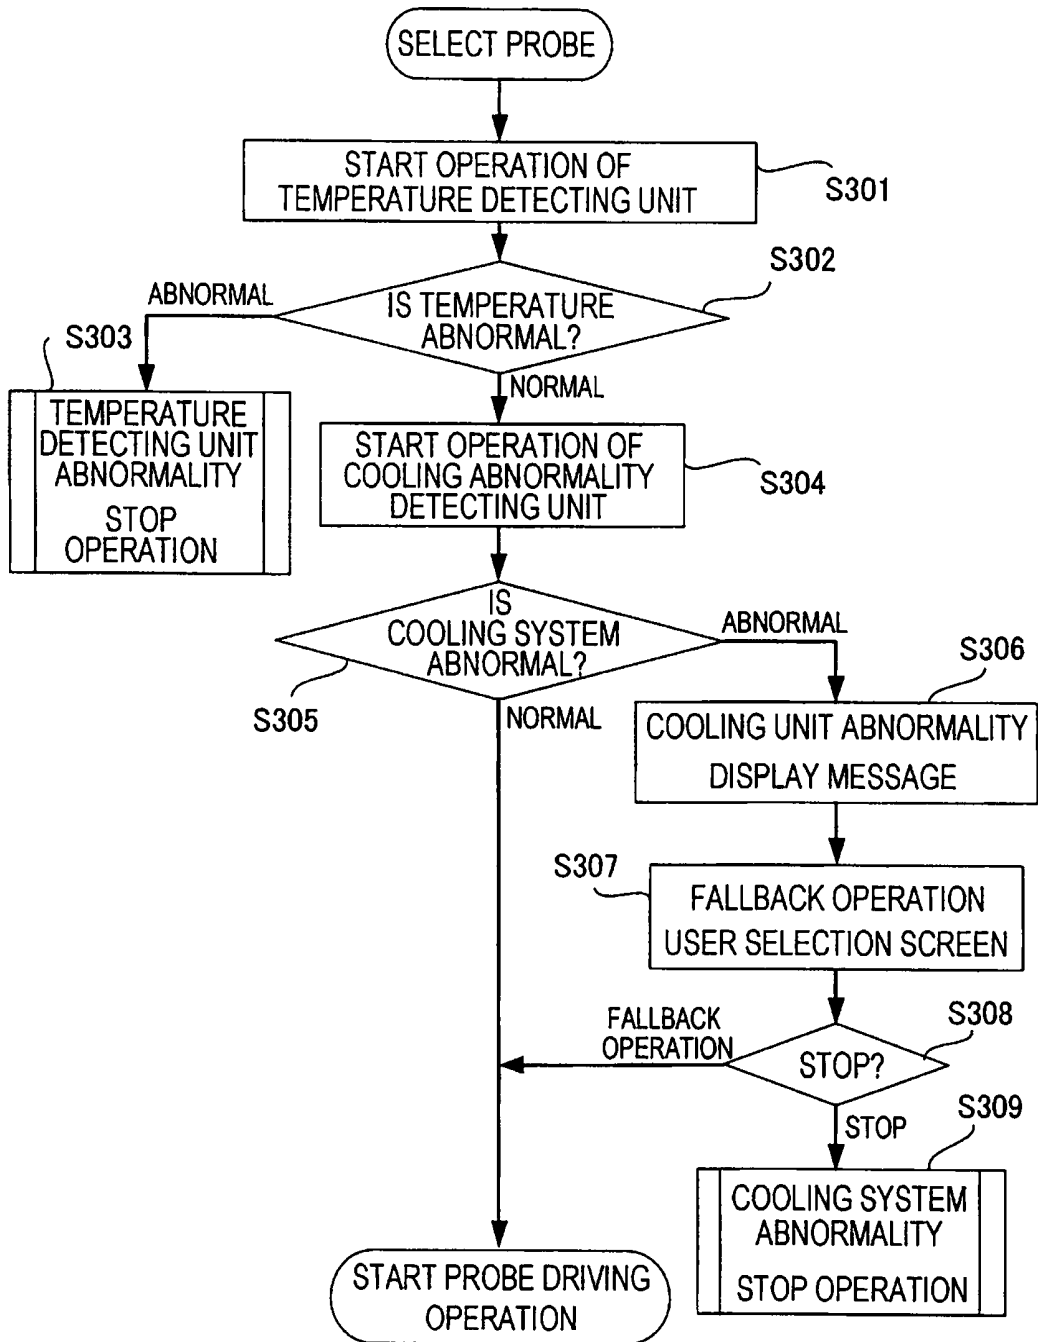 SELECT PROBE
START OPERATION OF
TEMPERATURE DETECTING UNIT
S301
S302
IS TEMPERATURE
ABNORMAL?
ABNORMAL
NORMAL
S303
TEMPERATURE
DETECTING UNIT
ABNORMALITY
STOP
OPERATION
START OPERATION OF
COOLING ABNORMALITY
DETECTING UNIT
S304
IS
COOLING SYSTEM
ABNORMAL?
S305
ABNORMAL
NORMAL
S306
COOLING UNIT ABNORMALITY
DISPLAY MESSAGE
S307
FALLBACK OPERATION
USER SELECTION SCREEN
S308
STOP?
FALLBACK
OPERATION
STOP
S309
COOLING SYSTEM
ABNORMALITY
STOP OPERATION
START PROBE DRIVING
OPERATION